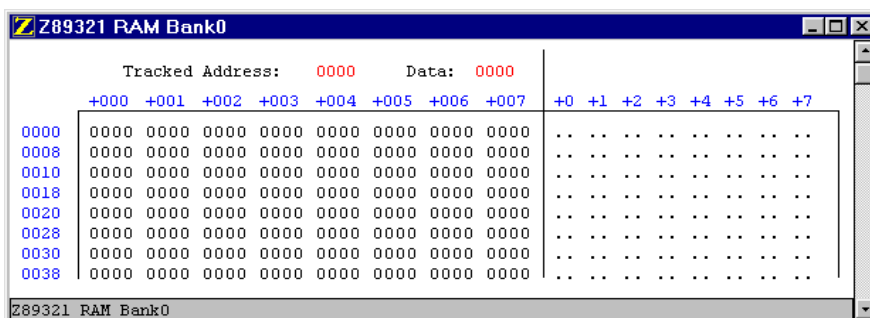 Z89321 RAM Bank0
Tracked Address: 0000 Data: 0000
+000 +001 +002 +003 +004 +005 +006 +007 +0 +1 +2 +3 +4 +5 +6 +7
0000 0000 0000 0000 0000 0000 0000 0000 0000 .. .. .. .. .. .. .. ..
0008 0000 0000 0000 0000 0000 0000 0000 0000 .. .. .. .. .. .. .. ..
0010 0000 0000 0000 0000 0000 0000 0000 0000 .. .. .. .. .. .. .. ..
0018 0000 0000 0000 0000 0000 0000 0000 0000 .. .. .. .. .. .. .. ..
0020 0000 0000 0000 0000 0000 0000 0000 0000 .. .. .. .. .. .. .. ..
0028 0000 0000 0000 0000 0000 0000 0000 0000 .. .. .. .. .. .. .. ..
0030 0000 0000 0000 0000 0000 0000 0000 0000 .. .. .. .. .. .. .. ..
0038 0000 0000 0000 0000 0000 0000 0000 0000 .. .. .. .. .. .. .. ..
Z89321 RAM Bank0